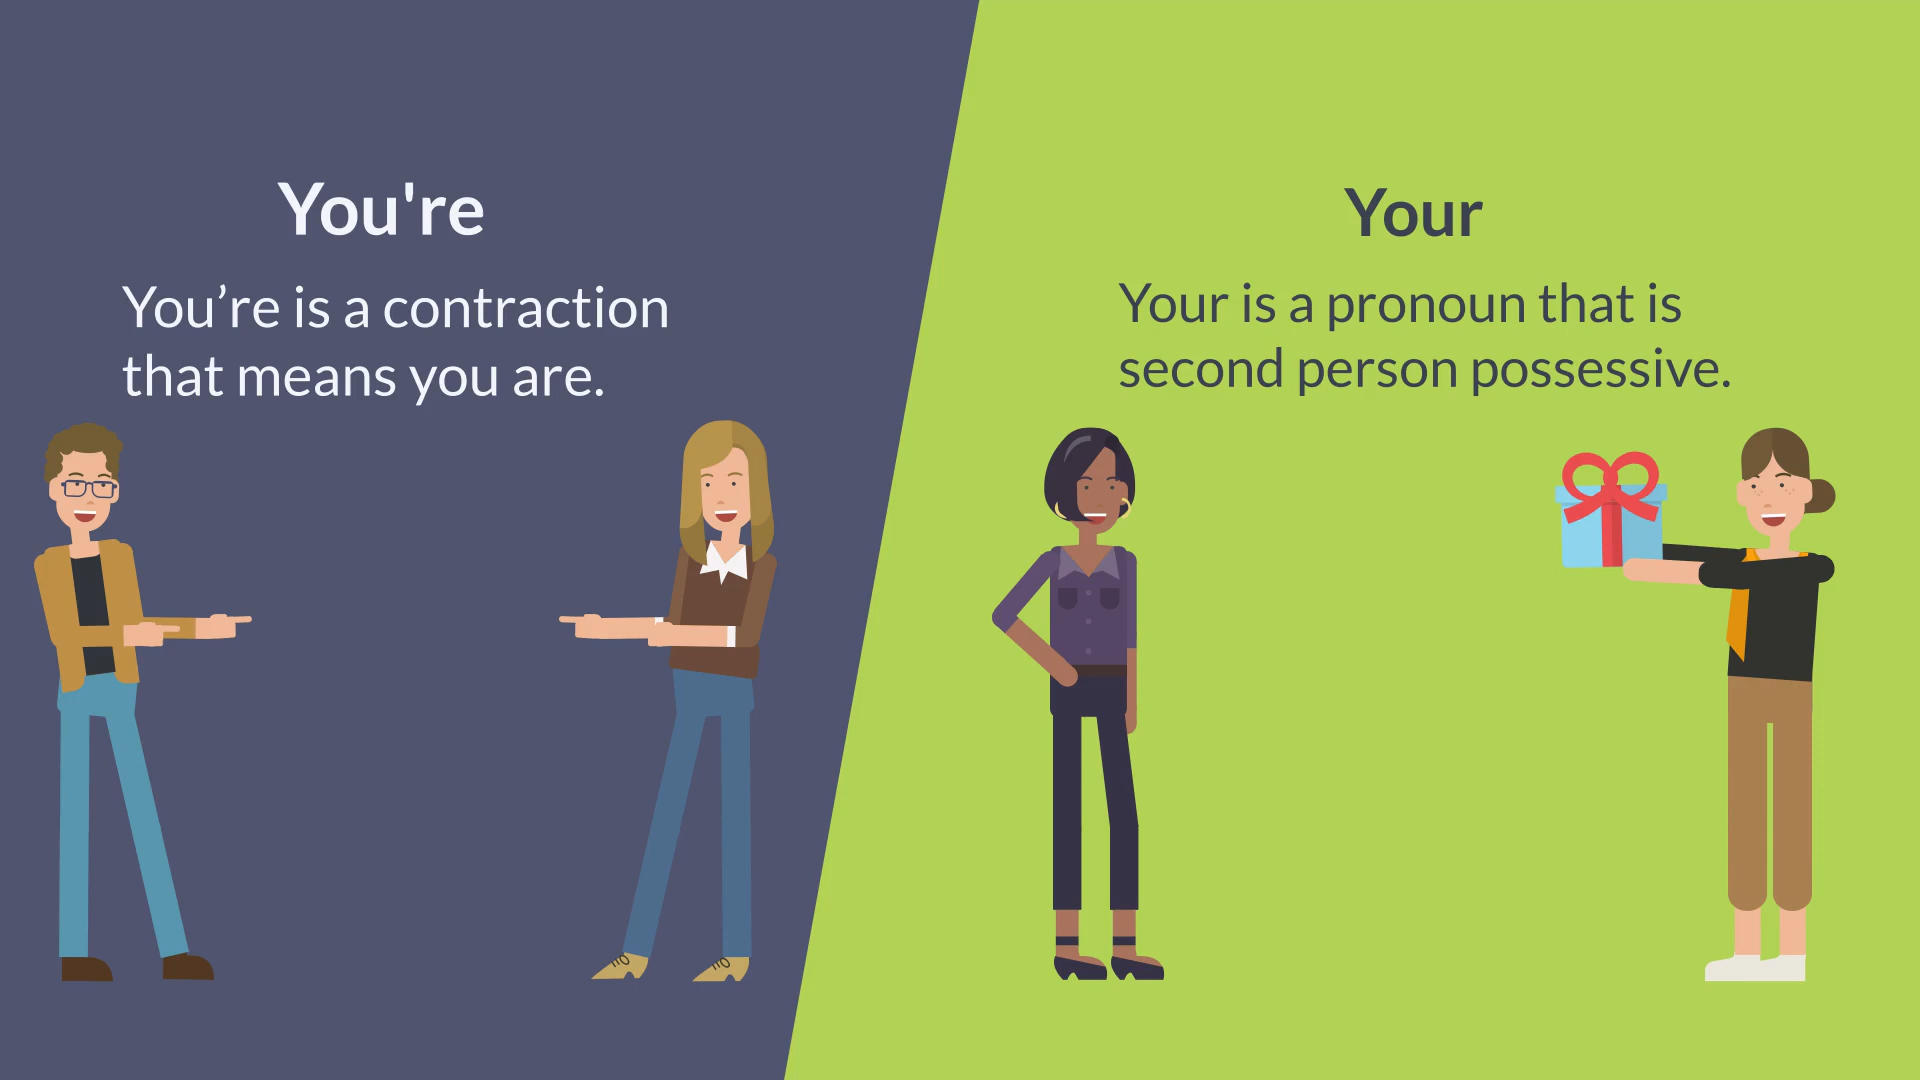 You're
You’re is a contraction
that means you are.
Your
Your is a pronoun that is
second person possessive.